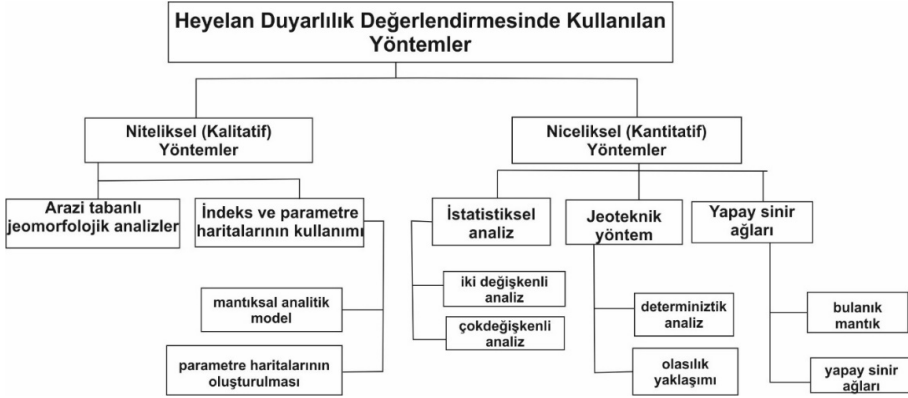 Heyelan Duyarlılık Değerlendirmesinde Kullanılan
Yöntemler
Niteliksel (Kalitatif)
Yöntemler
Niceliksel (Kantitatif)
Yöntemler
Arazi tabanlı
jeomorfolojik analizler
İndeks ve parametre
haritalarının kullanımı
İstatistiksel
analiz
Jeoteknik
yöntem
Yapay sinir
ağları
mantıksal analitik
model
parametre haritalarının
oluşturulması
iki değişkenli
analiz
çokdeğişkenli
analiz
determiniztik
analiz
olasılık
yaklaşımı
bulanık
mantık
yapay sinir
ağları